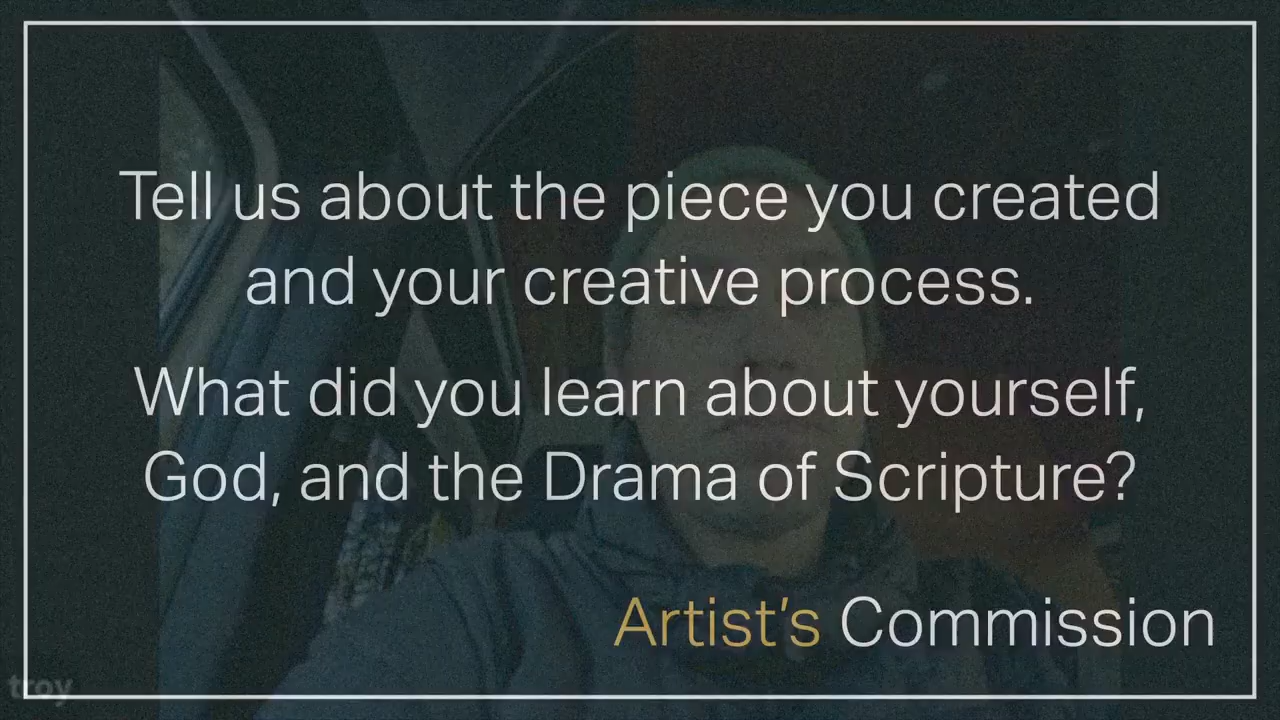 Tell us about the piece you created
and your creative process.
What did you learn about yourself,
God, and the Drama of Scripture?
Artist’s Commission
troy